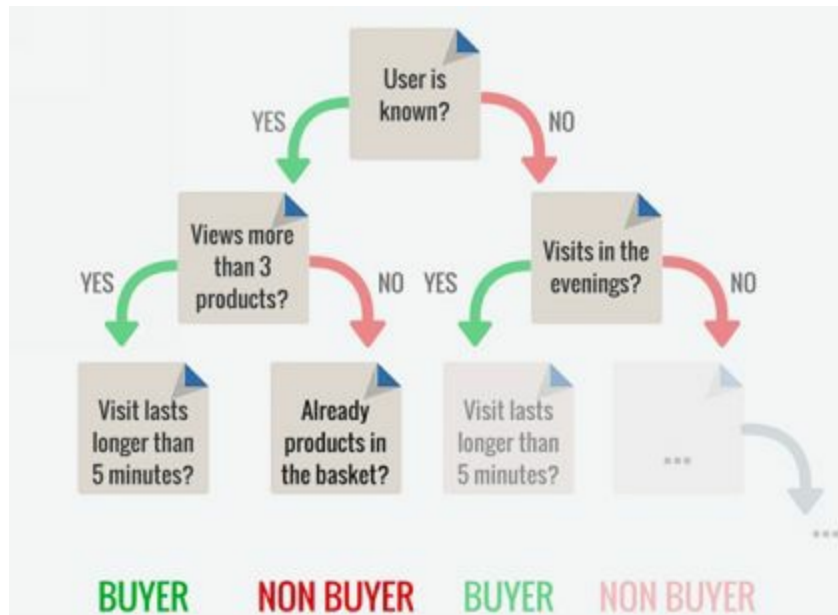 User is
known?
YES
NO
Views more
than 3
products?
Visits in the
evenings?
YES
NO
YES
NO
Visit lasts
longer than
5 minutes?
Already
products in
the basket?
Visit lasts
longer than
5 minutes?
...
...
BUYER
NON BUYER
BUYER
NON BUYER